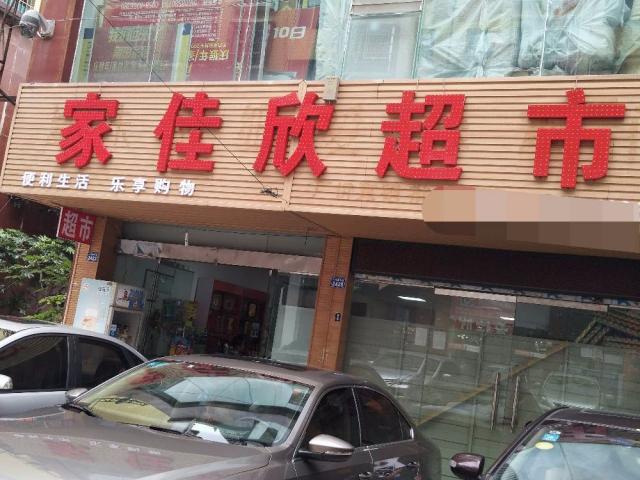 10日
家佳欣超市
便利生活 乐享购物
超市